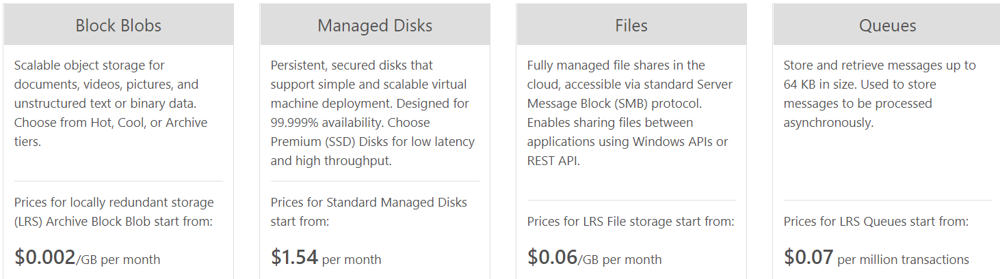 Block Blobs
Scalable object storage for
documents, videos, pictures, and
unstructured text or binary data.
Choose from Hot, Cool, or Archive
tiers.
Prices for locally redundant storage
(LRS) Archive Block Blob start from:
$0.002/GB per month
Managed Disks
Persistent, secured disks that
support simple and scalable virtual
machine deployment. Designed for
99.999% availability. Choose
Premium (SSD) Disks for low latency
and high throughput.
Prices for Standard Managed Disks
start from:
$1.54 per month
Files
Fully managed file shares in the
cloud, accessible via standard Server
Message Block (SMB) protocol.
Enables sharing files between
applications using Windows APIs or
REST API.
Prices for LRS File storage start from:
$0.06/GB per month
Queues
Store and retrieve messages up to
64 KB in size. Used to store
messages to be processed
asynchronously.
Prices for LRS Queues start from:
$0.07 per million transactions